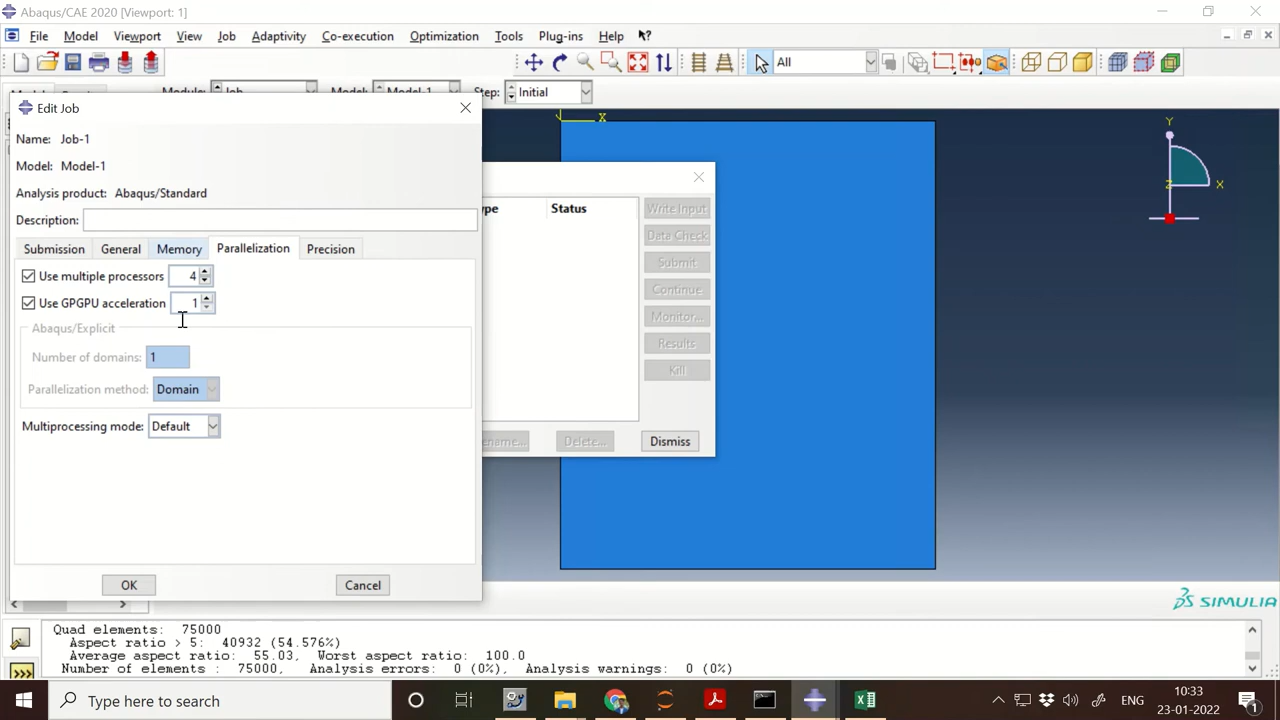 Abaqus/CAE 2020 [Viewport: 1]
File Model Viewport View Job Adaptivity Co-execution Optimization Tools Plug-ins Help
All
Step: Initial
Edit Job
X
Y
Name: Job-1
Model: Model-1
Analysis product: Abaqus/Standard
Z X
Description:
Status
Write Input
Submission General Memory Parallelization Precision
Data Check
Submit
Use multiple processors 4
Continue
Use GPGPU acceleration 1
Monitor...
Abaqus/Explicit
Results
Number of domains: 1
Kill
Parallelization method: Domain
Multiprocessing mode: Default
Delete... Dismiss
OK Cancel
SIMULIA
Quad elements: 75000
Aspect ratio > 5: 40932 (54.576%)
Average aspect ratio: 55.03, Worst aspect ratio: 100.0
Number of elements : 75000, Analysis errors: 0 (0%), Analysis warnings: 0 (0%)
Type here to search
ENG
10:33
23-01-2022